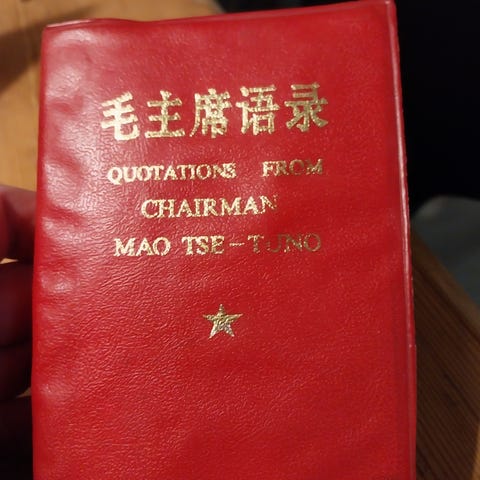 毛主席语录
QUOTATIONS FROM
CHAIRMAN
MAO TSE-TUNG